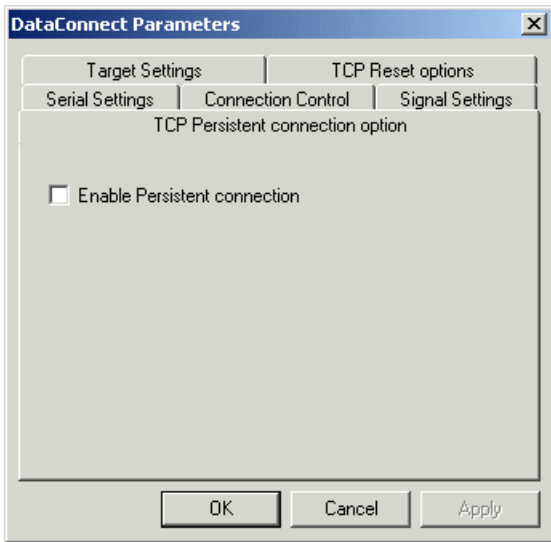 DataConnect Parameters
Target Settings TCP Reset options
Serial Settings Connection Control Signal Settings
TCP Persistent connection option
Enable Persistent connection
OK Cancel Apply